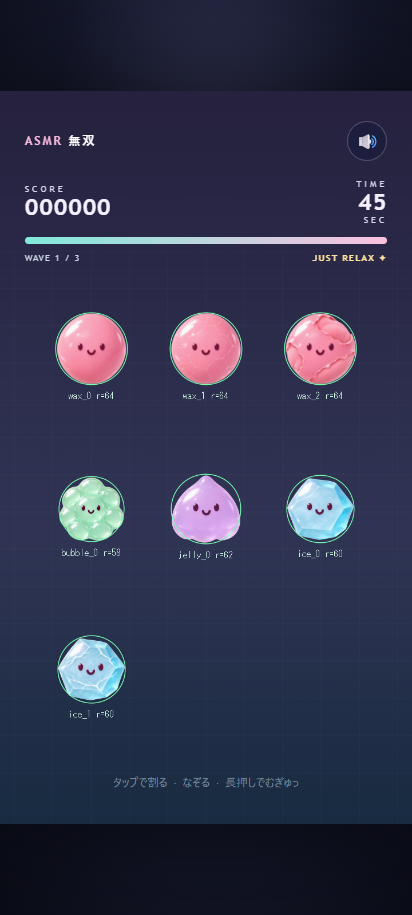 ASMR 無双
SCORE
000000
TIME
45
SEC
WAVE 1 / 3
JUST RELAX ✦
wax_0 r=64
wax_1 r=64
wax_2 r=64
bubble_0 r=58
jelly_0 r=62
ice_0 r=60
ice_1 r=60
タップで割る · なぞる · 長押しでむぎゅっ